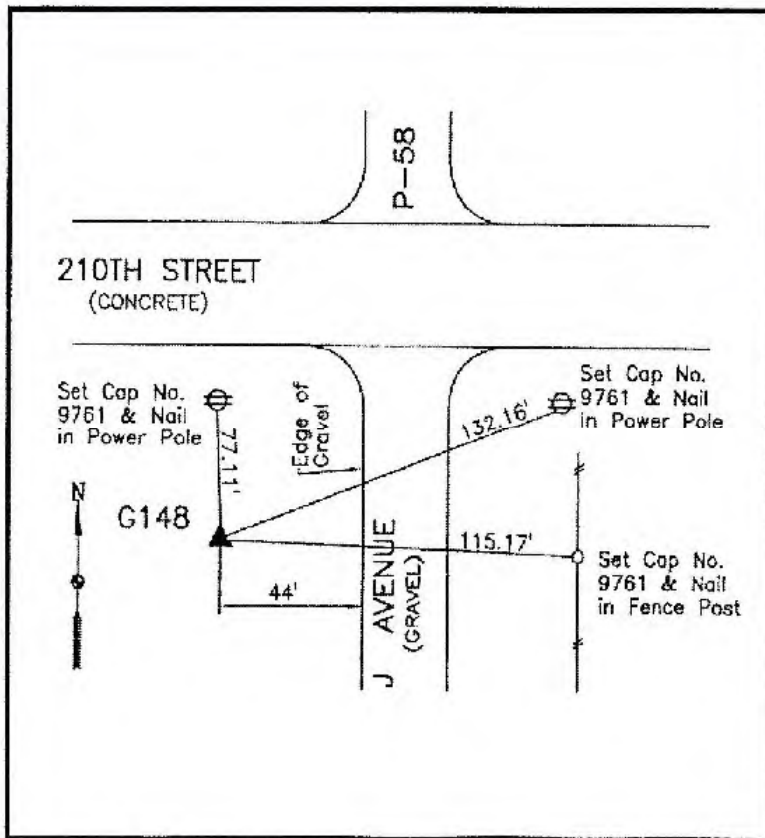 P-58
210TH STREET
(CONCRETE)
Set Cap No.
9761 & Nail
in Power Pole
Edge of
Gravel
77.11'
132.16'
Set Cap No.
9761 & Nail
in Power Pole
N
G148
44'
J AVENUE
(GRAVEL)
115.17'
Set Cap No.
9761 & Nail
in Fence Post